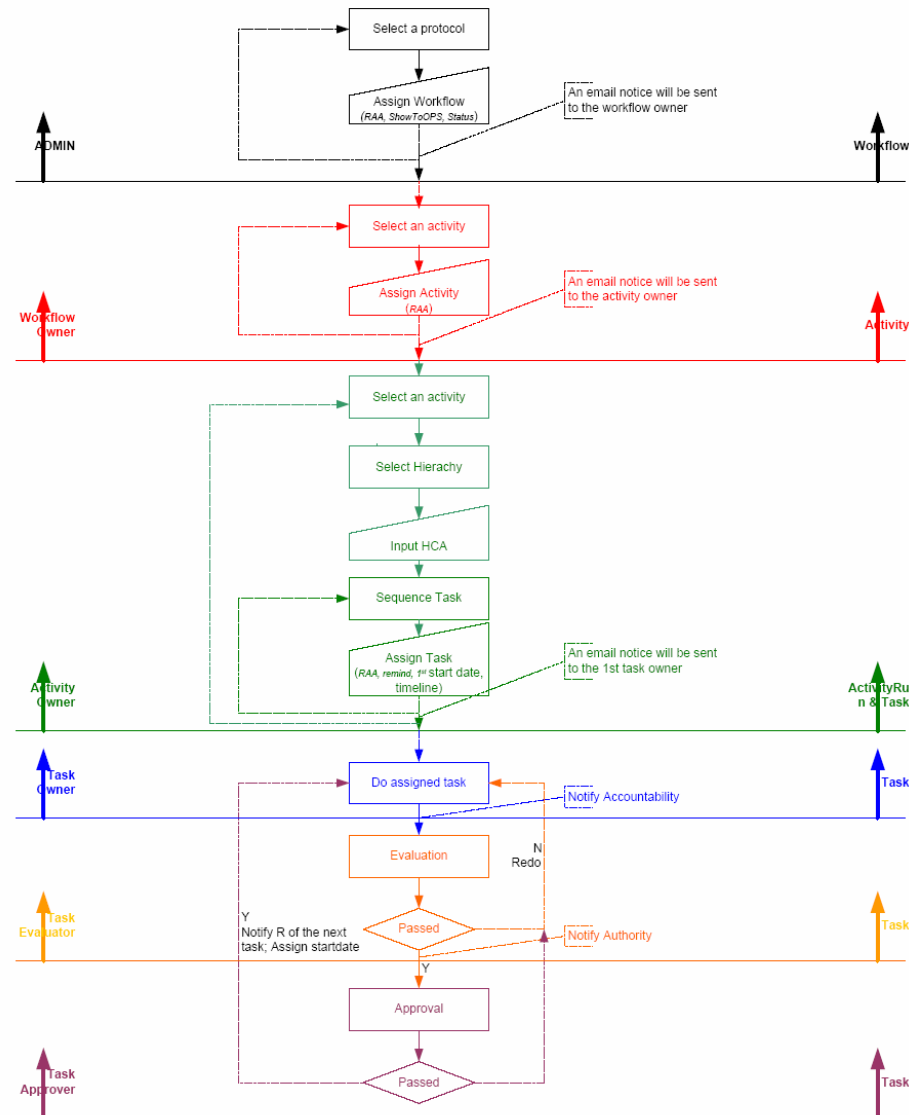 Select a protocol
Assign Workflow
(RAA, ShowToOPS, Status)
An email notice will be sent
to the workflow owner
ADMIN
Workflow
Select an activity
Assign Activity
(RAA)
An email notice will be sent
to the activity owner
Workflow
Owner
Activity
Select an activity
Select Hierachy
Input HCA
Sequence Task
Assign Task
(RAA, remind, 1st start date,
timeline)
An email notice will be sent
to the 1st task owner
Activity
Owner
ActivityRu
n & Task
Task
Owner
Do assigned task
Task
Notify Accountability
Evaluation
N
Redo
Task
Evaluator
Y
Notify R of the next
task; Assign startdate
Passed
Notify Authority
Task
Y
Approval
Task
Approver
Passed
Task